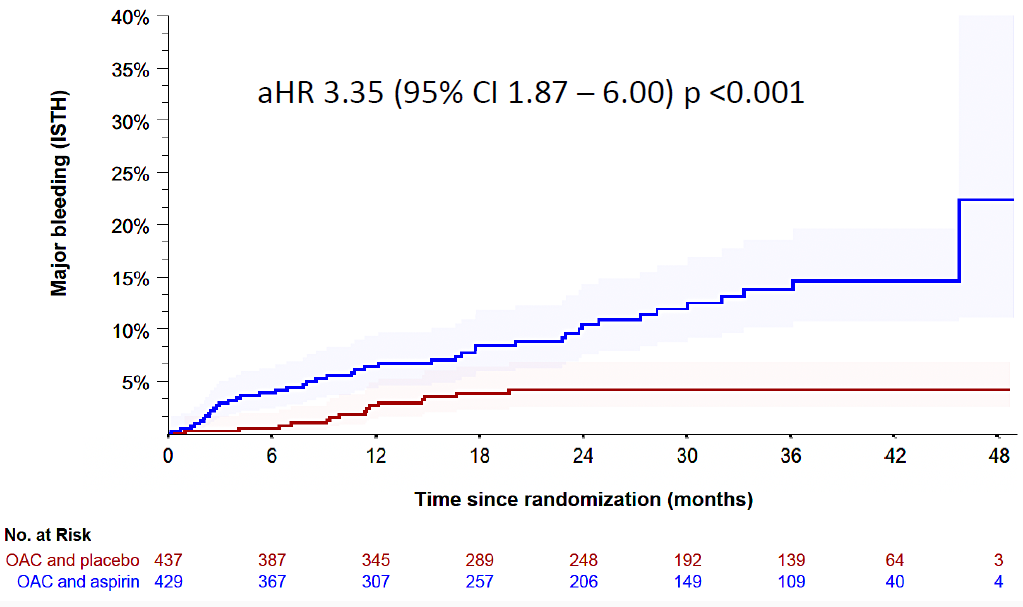 40%
35%
30%
25%
20%
15%
10%
5%
Major bleeding (ISTH)
aHR 3.35 (95% CI 1.87 – 6.00) p <0.001
0 6 12 18 24 30 36 42 48
Time since randomization (months)
No. at Risk
OAC and placebo 437 387 345 289 248 192 139 64 3
OAC and aspirin 429 367 307 257 206 149 109 40 4